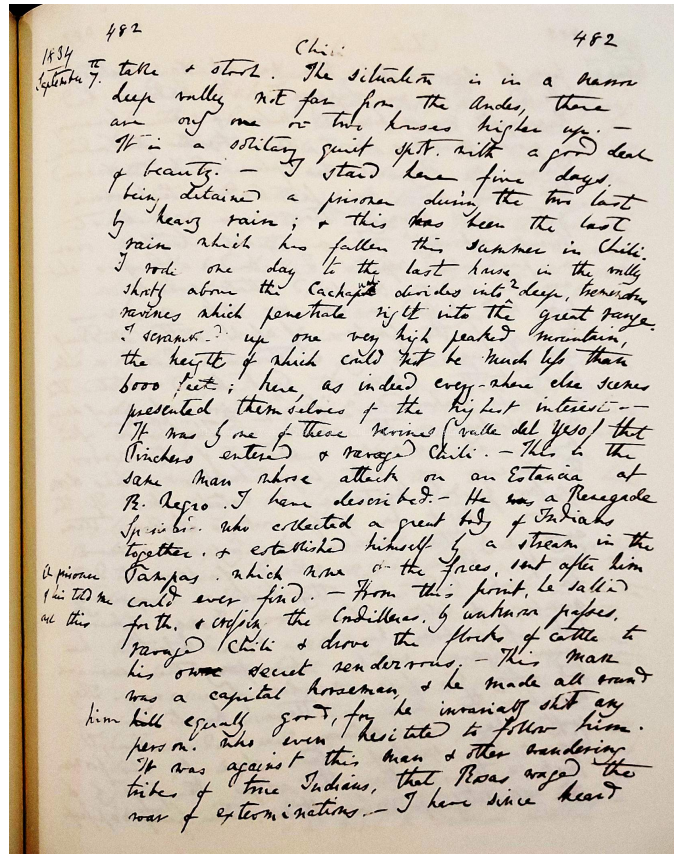 482
Chili
482
1834
September 7th. take & stock. The situation is in a narrow
deep valley not far from the Andes, there
are only one or two houses higher up. —
It is a solitary quiet spot. with a good deal
of beauty. — I staid here five days,
being detained a prisoner during the two last
by heavy rain; & this has been the last
rain which has fallen this summer in Chili.
I rode one day to the last house in the vally
shortly above the Cachapual divides into 2 deep, tremendous
ravines which penetrate right into the great range.
I scrambled up one very high peaked mountain,
the height of which could not be much less than
6000 feet; here, as indeed every-where else scenes
presented themselves of the highest interest. —
It was by one of these ravines (valle del Yeso) that
Pinchero entered & ravaged Chili. — This is the
same man whose attack on an Estancia at
R. Negro I have described. — He was a Renegade
Spaniard who collected a great body of Indians
together. & established himself by a stream in the
Pampas. which none of the forces, sent after him
A prisoner
of his told me
all this
could ever find. — From this point, he sallied
forth, & crossing the Cordilleras, by unknown passes.
ravaged Chili & drove the flocks of cattle to
his own secret rendezvous. — This man
was a capital horseman, & he made all round
him kill equally good, for he invariably shot any
person. who even hesitated to follow him.
It was against this man & other wandering
tribes of true Indians, that Rosas waged the
war of exterminations. — I have since heard